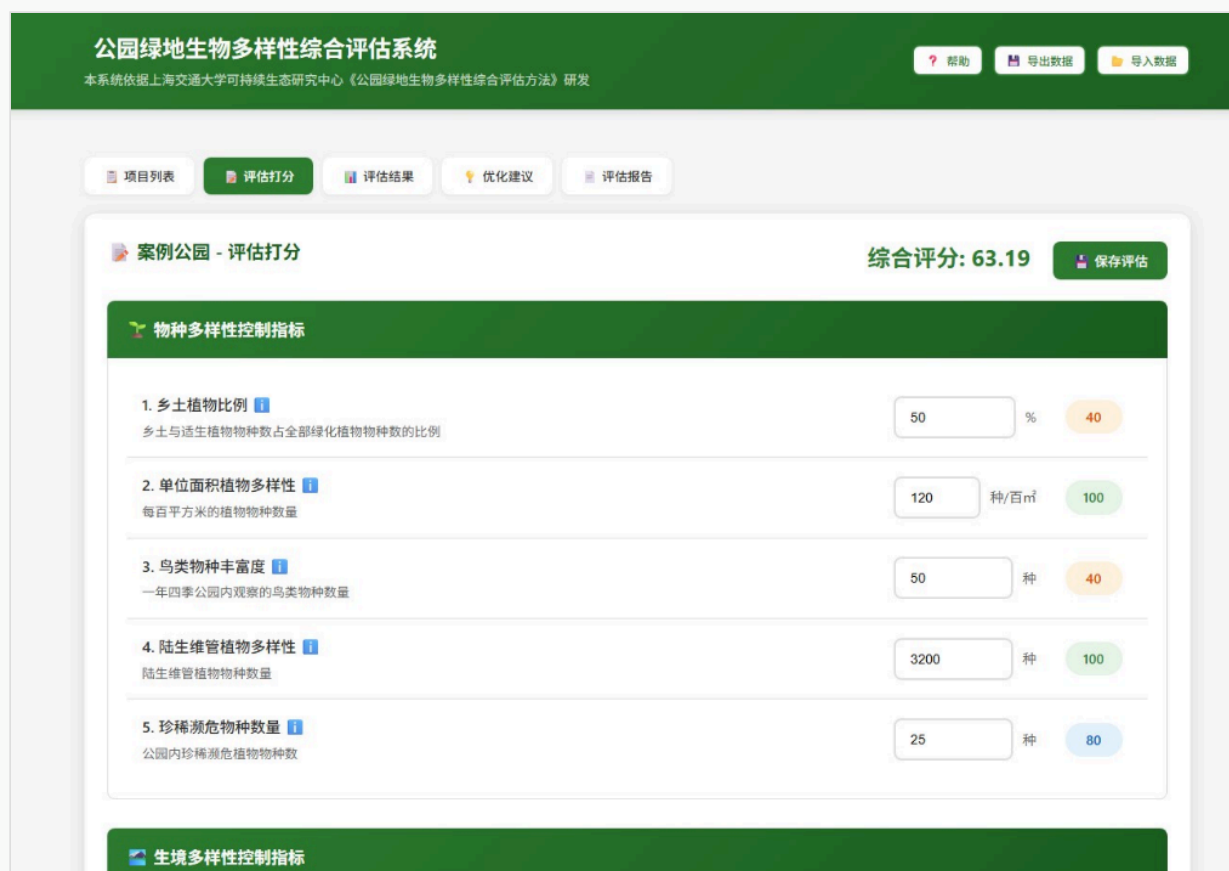 公园绿地生物多样性综合评估系统
本系统依据上海交通大学可持续生态研究中心《公园绿地生物多样性综合评估方法》研发
? 帮助
导出数据
导入数据
项目列表
评估打分
评估结果
优化建议
评估报告
案例公园 - 评估打分
综合评分: 63.19
保存评估
物种多样性控制指标
1. 乡土植物比例 i
50 % 40
乡土与适生植物物种数占全部绿化植物物种数的比例
2. 单位面积植物多样性 i
120 种/百㎡ 100
每百平方米的植物物种数量
3. 鸟类物种丰富度 i
50 种 40
一年四季公园内观察的鸟类物种数量
4. 陆生维管植物多样性 i
3200 种 100
陆生维管植物物种数量
5. 珍稀濒危物种数量 i
25 种 80
公园内珍稀濒危植物物种数
生境多样性控制指标